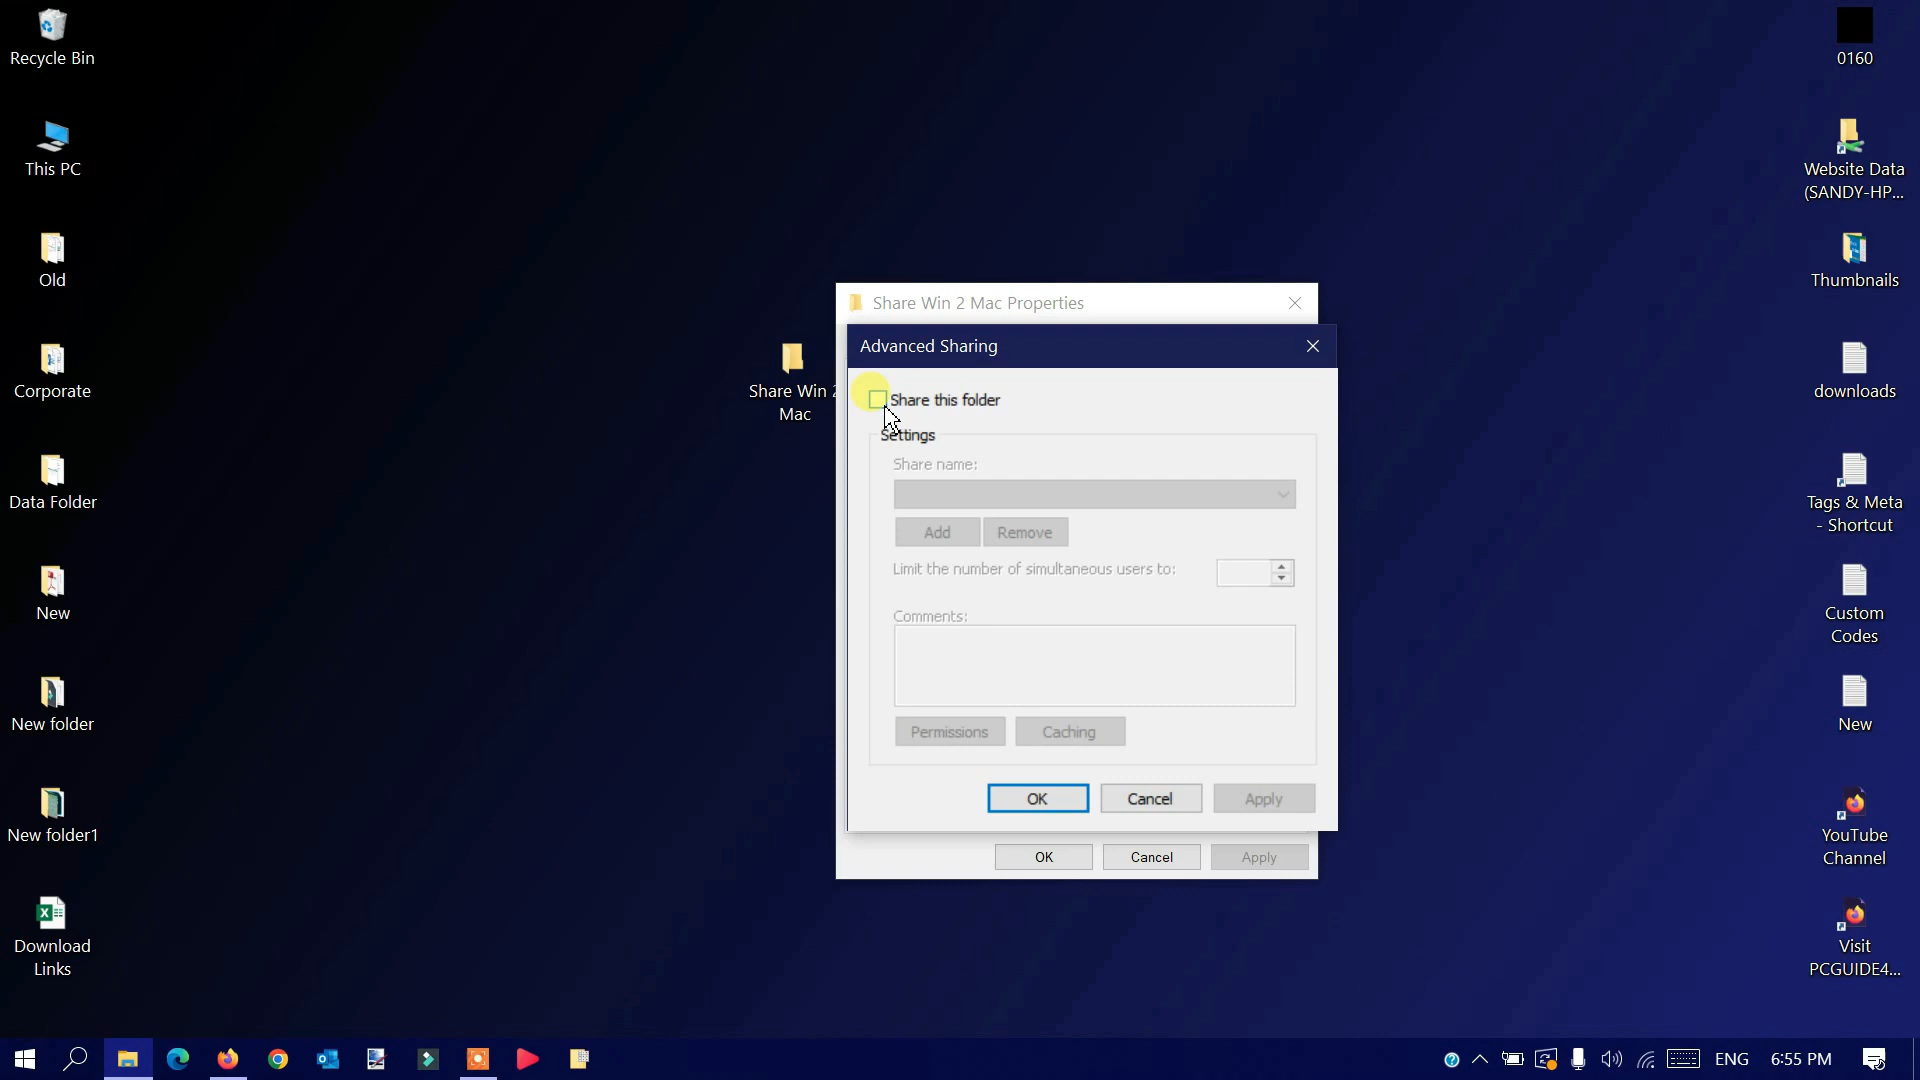 Recycle Bin
This PC
Old
Corporate
Data Folder
New
New folder
New folder1
Download
Links
Share Win 2
Mac
Share Win 2 Mac Properties
Advanced Sharing
Share this folder
Settings
Share name:
Add
Remove
Limit the number of simultaneous users to:
Comments:
Permissions
Caching
OK
Cancel
Apply
OK
Cancel
Apply
0160
Website Data
(SANDY-HP...
Thumbnails
downloads
Tags & Meta
- Shortcut
Custom
Codes
New
YouTube
Channel
Visit
PCGUIDE4...
ENG
6:55 PM